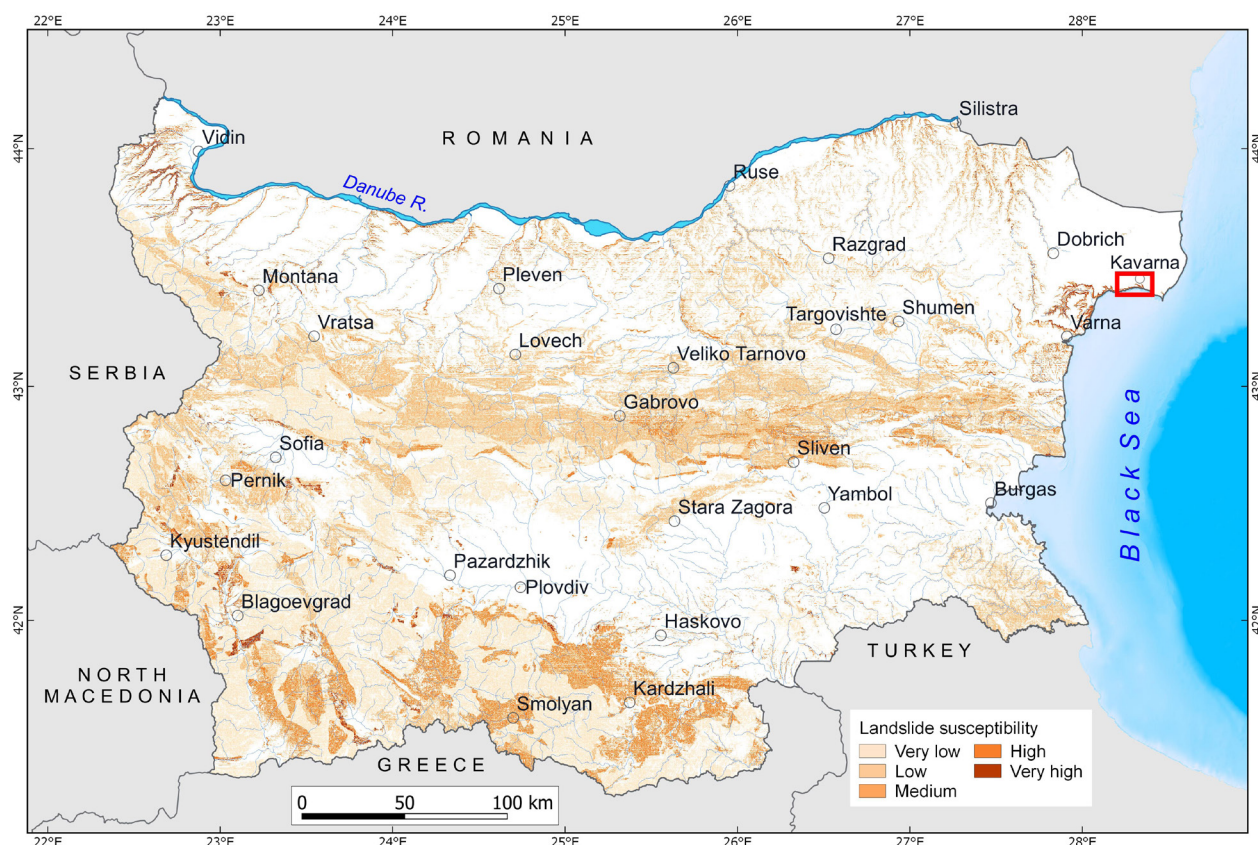 22°E 23°E 24°E 25°E 26°E 27°E 28°E
Silistra
44°N
Vidin
ROMANIA
44°N
Ruse
Danube R.
Dobrich
Razgrad
Kavarna
Montana
Pleven
Targovishte
Shumen
Vratsa
Varna
Lovech
Veliko Tarnovo
SERBIA
43°N
43°N
Gabrovo
Black Sea
Sofia
Sliven
Pernik
Burgas
Stara Zagora
Yambol
Kyustendil
Pazardzhik
Plovdiv
Blagoevgrad
42°N
42°N
Haskovo
TURKEY
NORTH
MACEDONIA
Kardzhali
Smolyan
Landslide susceptibility
Very low
High
Low
Very high
Medium
GREECE
0 50 100 km
22°E 23°E 24°E 25°E 26°E 27°E 28°E